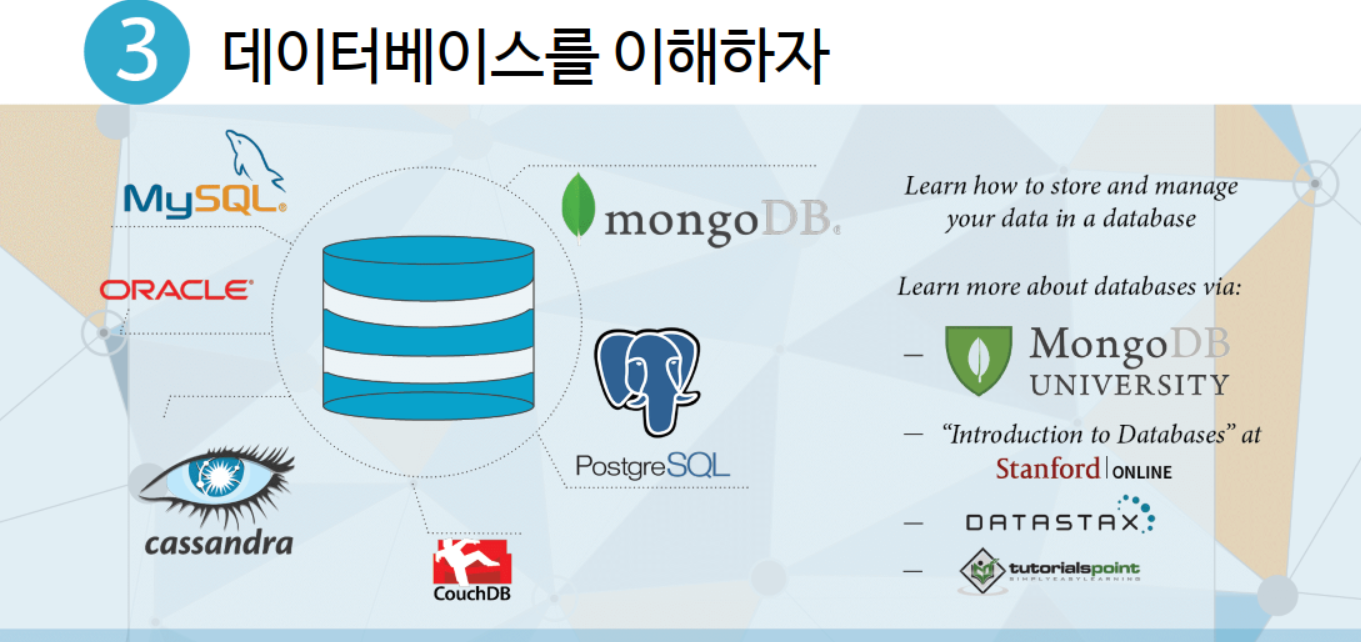 3 데이터베이스를 이해하자
MySQL®
ORACLE®
cassandra
CouchDB
mongoDB®
PostgreSQL
Learn how to store and manage
your data in a database
Learn more about databases via:
— MongoDB
UNIVERSITY
— “Introduction to Databases” at
Stanford | ONLINE
— DATASTAX
— tutorialspoint
SIMPLYEASYLEARNING